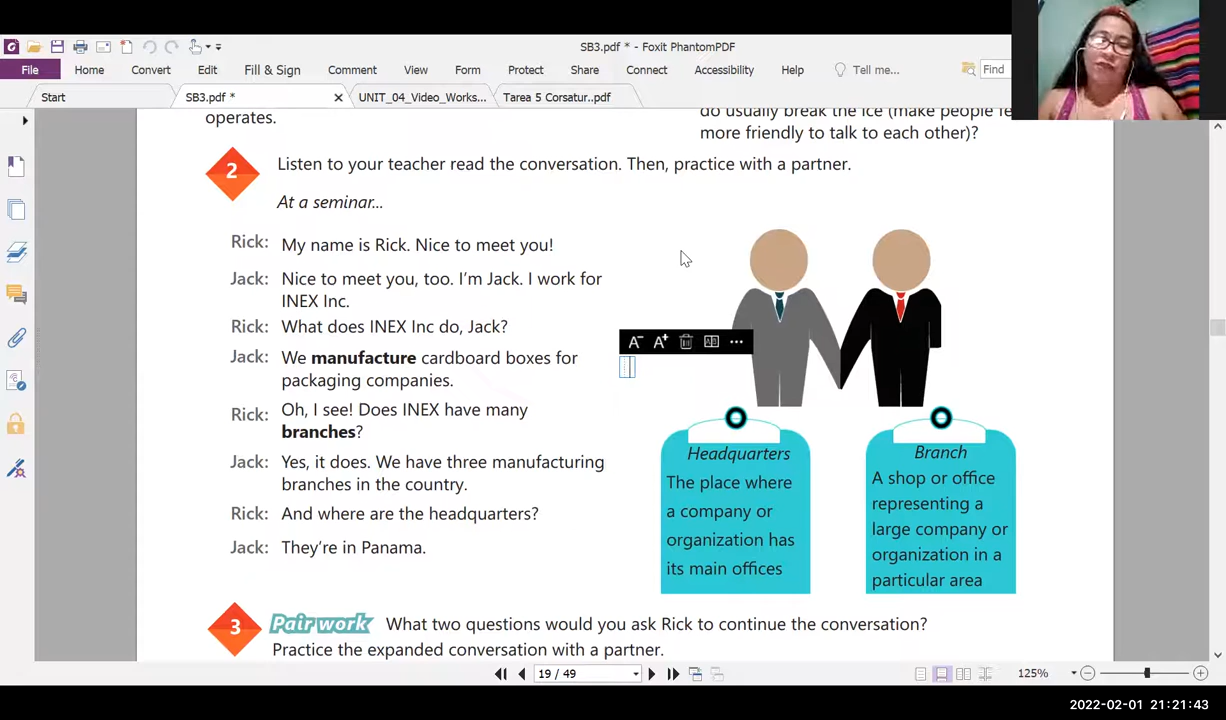 SB3.pdf * - Foxit PhantomPDF
File Home Convert Edit Fill & Sign Comment View Form Protect Share Connect Accessibility Help Tell me... Find
Start SB3.pdf * UNIT_04_Video_Works... Tarea 5 Corsatur....pdf
operates.
do usually break the ice (make people fe
more friendly to talk to each other)?
2 Listen to your teacher read the conversation. Then, practice with a partner.
At a seminar...
Rick: My name is Rick. Nice to meet you!
Jack: Nice to meet you, too. I'm Jack. I work for
INEX Inc.
Rick: What does INEX Inc do, Jack?
Jack: We manufacture cardboard boxes for
packaging companies.
Rick: Oh, I see! Does INEX have many
branches?
Jack: Yes, it does. We have three manufacturing
branches in the country.
Rick: And where are the headquarters?
Jack: They're in Panama.
Headquarters
The place where
a company or
organization has
its main offices
Branch
A shop or office
representing a
large company or
organization in a
particular area
3 Pair work What two questions would you ask Rick to continue the conversation?
Practice the expanded conversation with a partner.
19 / 49
125%
2022-02-01 21:21:43